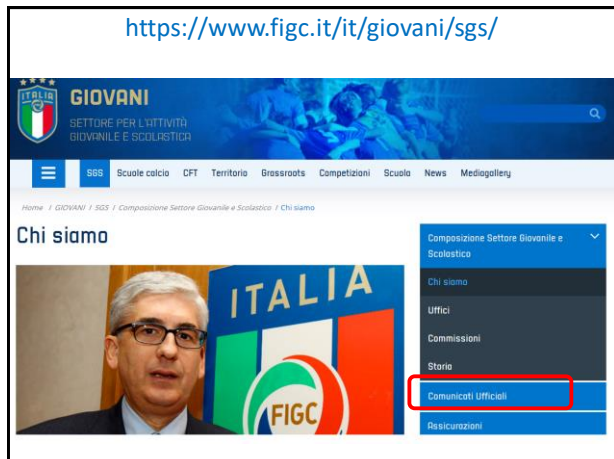 https://www.figc.it/it/giovani/sgs/
ITALIA
GIOVANI
SETTORE PER L'ATTIVITÀ
GIOVANILE E SCOLASTICA
SGS Scuole calcio CFT Territorio Grassroots Competizioni Scuola News Mediagallery
Home / GIOVANI / SGS / Composizione Settore Giovanile e Scolastico / Chi siamo
Chi siamo
ITALIA
FIGC
Composizione Settore Giovanile e
Scolastico
Chi siamo
Uffici
Commissioni
Storia
Comunicati Ufficiali
Assicurazioni